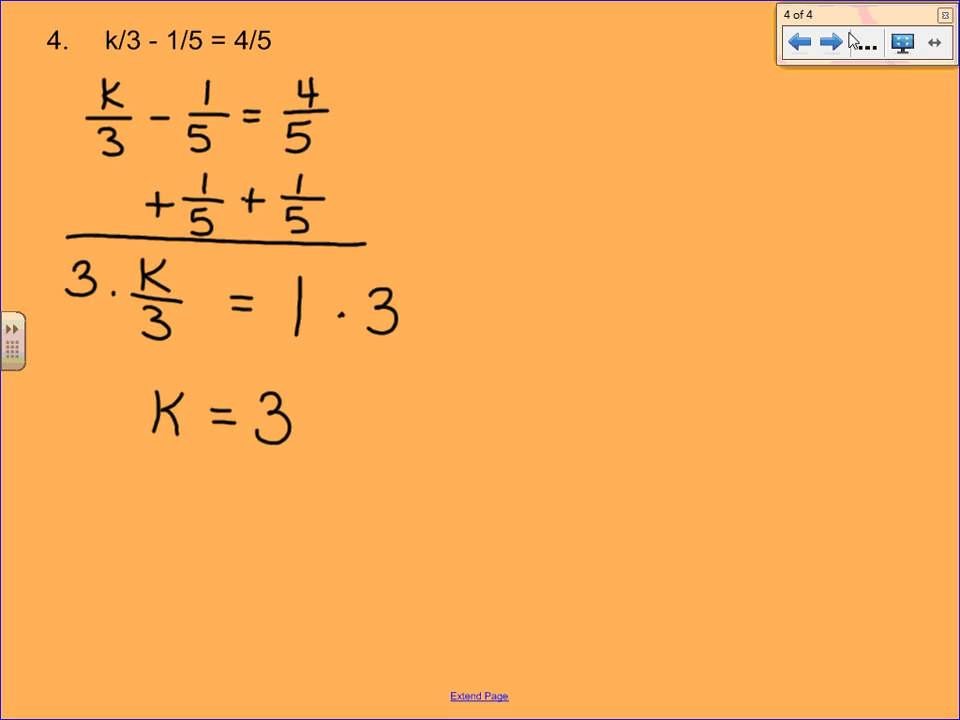 4 of 4
4. k/3 - 1/5 = 4/5
K/3 - 1/5 = 4/5
+ 1/5 + 1/5
3 . K/3 = 1 . 3
K = 3
Extend Page